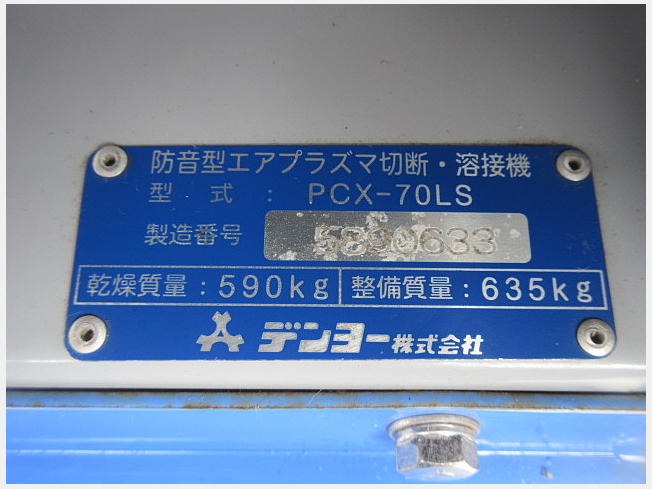 防音型エアプラズマ切断・溶接機
型 式 : PCX-70LS
製造番号 5890633
乾燥質量:590kg 整備質量:635kg
デンヨー株式会社